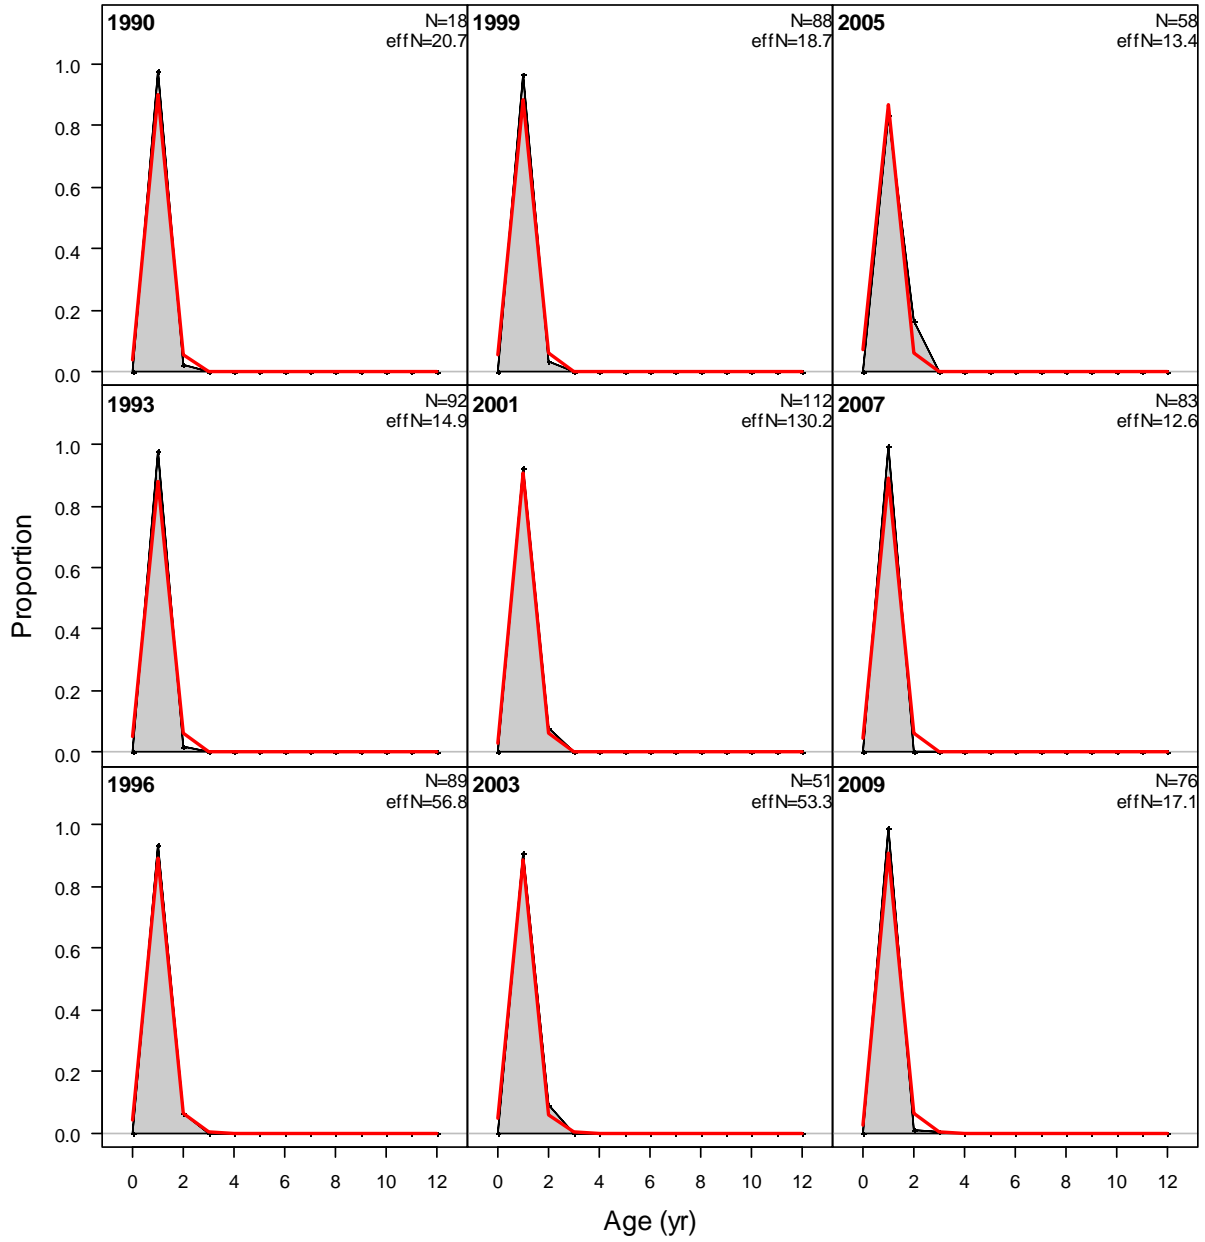 1990
N=18
effN=20.7
1999
N=88
effN=18.7
2005
N=58
effN=13.4
1.0
0.8
0.6
0.4
0.2
0.0
1993
N=92
effN=14.9
2001
N=112
effN=130.2
2007
N=83
effN=12.6
1.0
0.8
0.6
0.4
0.2
0.0
Proportion
1996
N=89
effN=56.8
2003
N=51
effN=53.3
2009
N=76
effN=17.1
1.0
0.8
0.6
0.4
0.2
0.0
0 2 4 6 8 10 12 0 2 4 6 8 10 12 0 2 4 6 8 10 12
Age (yr)